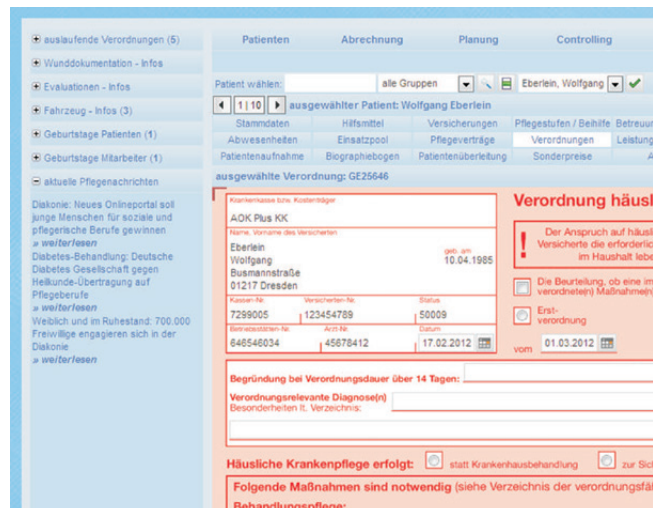 auslaufende Verordnungen (5)
Wunddokumentation - Infos
Evaluationen - Infos
Fahrzeug - Infos (3)
Geburtstage Patienten (1)
Geburtstage Mitarbeiter (1)
aktuelle Pflegenachrichten
Diakonie: Neues Onlineportal soll
junge Menschen für soziale und
pflegerische Berufe gewinnen
» weiterlesen
Diabetes-Behandlung: Deutsche
Diabetes Gesellschaft gegen
Heilkunde-Übertragung auf
Pflegeberufe
» weiterlesen
Weiblich und im Ruhestand: 700.000
Freiwillige engagieren sich in der
Diakonie
» weiterlesen
Patienten Abrechnung Planung Controlling
Patient wählen: alle Gruppen Eberlein, Wolfgang
1|10 ausgewählter Patient: Wolfgang Eberlein
Stammdaten Hilfsmittel Versicherungen Pflegestufen / Beihilfe Betreuu
Abwesenheiten Einsatzpool Pflegeverträge Verordnungen Leistung
Patientenaufnahme Biographiebogen Patientenüberleitung Sonderpreise A
ausgewählte Verordnung: GE25646
Krankenkasse bzw. Kostenträger
AOK Plus KK
Name, Vorname des Versicherten
Eberlein geb. am
Wolfgang 10.04.1985
Busmannstraße
01217 Dresden
Kassen-Nr. Versicherten-Nr. Status
7299005 123454789 50009
Betriebsstätten-Nr. Arzt-Nr. Datum
646546034 45678412 17.02.2012
Verordnung häusl
! Der Anspruch auf häusli
Versicherte die erforderlic
im Haushalt lebe
Die Beurteilung, ob eine im
verordnete(n) Maßnahme(n)
Erst-
verordnung
vom 01.03.2012
Begründung bei Verordnungsdauer über 14 Tagen:
Verordnungsrelevante Diagnose(n)
Besonderheiten lt. Verzeichnis:
Häusliche Krankenpflege erfolgt: statt Krankenhausbehandlung zur Sich
Folgende Maßnahmen sind notwendig (siehe Verzeichnis der verordnungsfäh
Behandlungspflege: